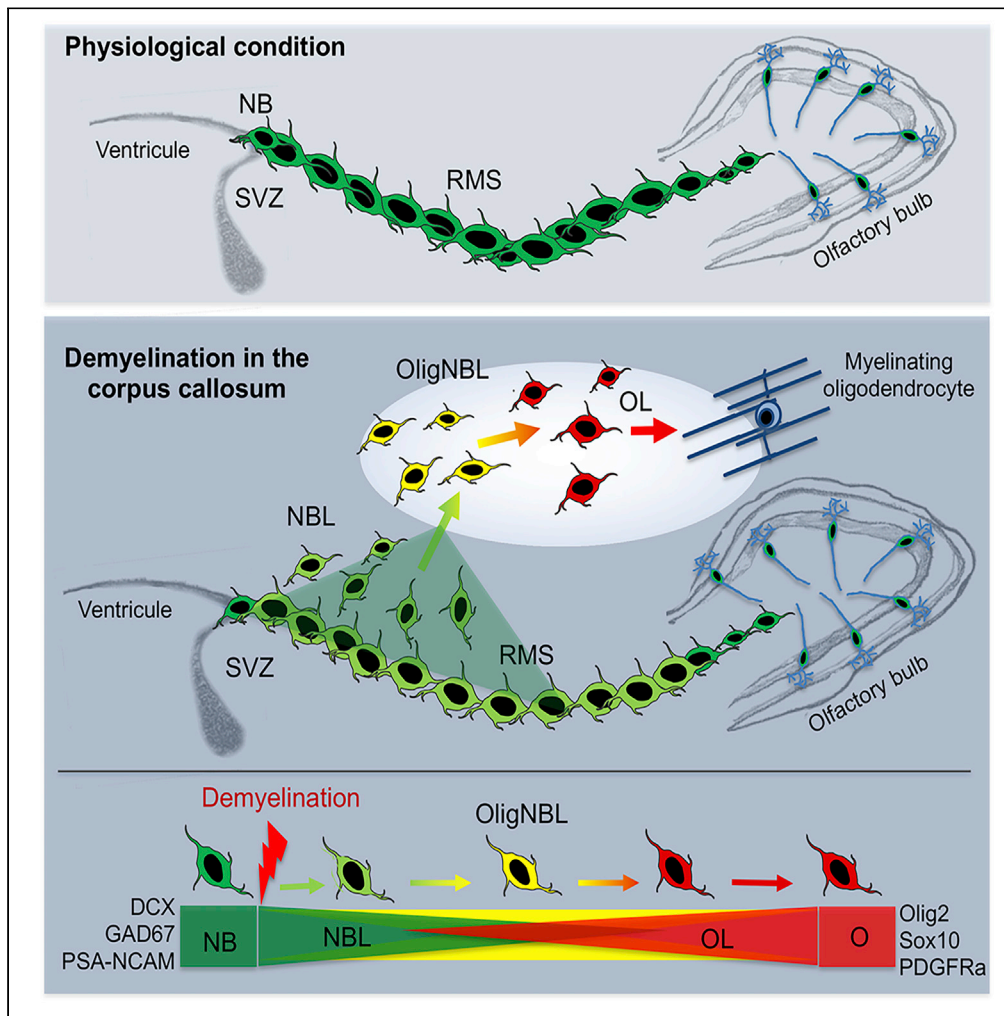 Physiological condition
NB
Ventricule
SVZ
RMS
Olfactory bulb
Demyelination in the
corpus callosum
OligNBL
OL
Myelinating
oligodendrocyte
NBL
Ventricule
SVZ
RMS
Olfactory bulb
Demyelination
OligNBL
DCX
GAD67
PSA-NCAM
NB
NBL
OL
O
Olig2
Sox10
PDGFRa